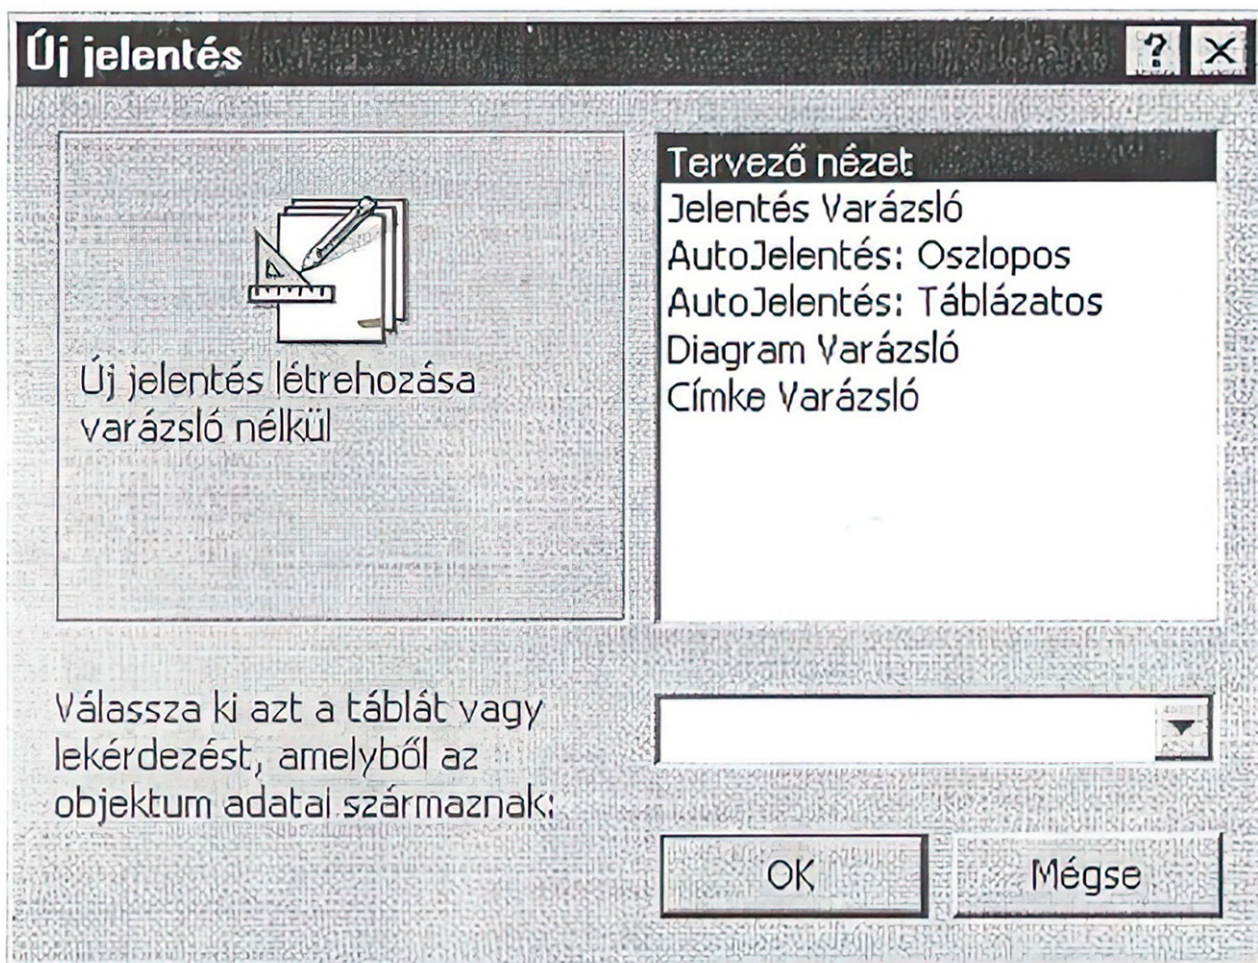 Új jelentés
Új jelentés létrehozása
varázsló nélkül
Tervező nézet
Jelentés Varázsló
AutoJelentés: Oszlopos
AutoJelentés: Táblázatos
Diagram Varázsló
Címke Varázsló
Válassza ki azt a táblát vagy
lekérdezést, amelyből az
objektum adatai származnak:
OK
Mégse